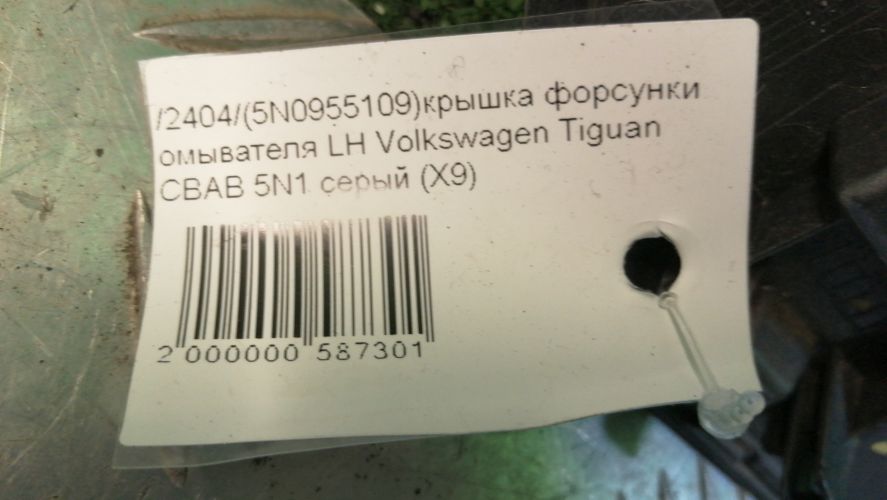 /2404/(5N0955109)крышка форсунки
омывателя LH Volkswagen Tiguan
CBAB 5N1 серый (X9)
2 000000 587301